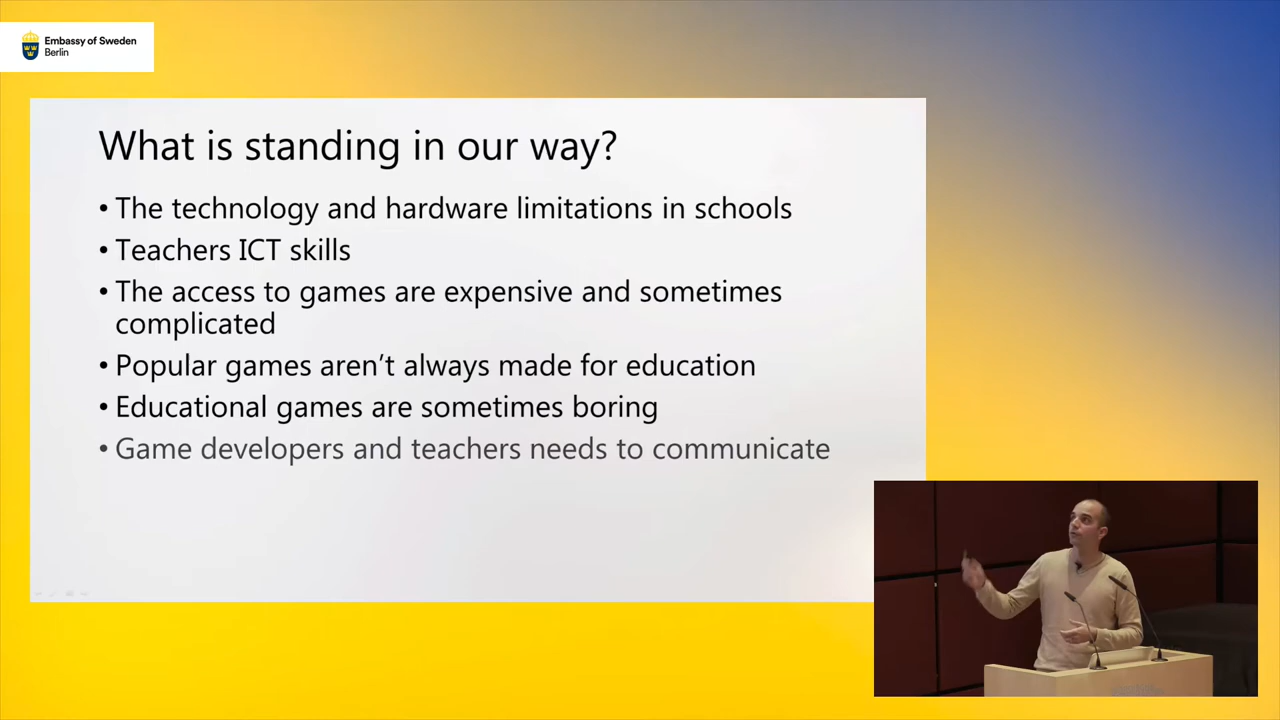 Embassy of Sweden
Berlin
What is standing in our way?
• The technology and hardware limitations in schools
• Teachers ICT skills
• The access to games are expensive and sometimes
complicated
• Popular games aren’t always made for education
• Educational games are sometimes boring
• Game developers and teachers needs to communicate